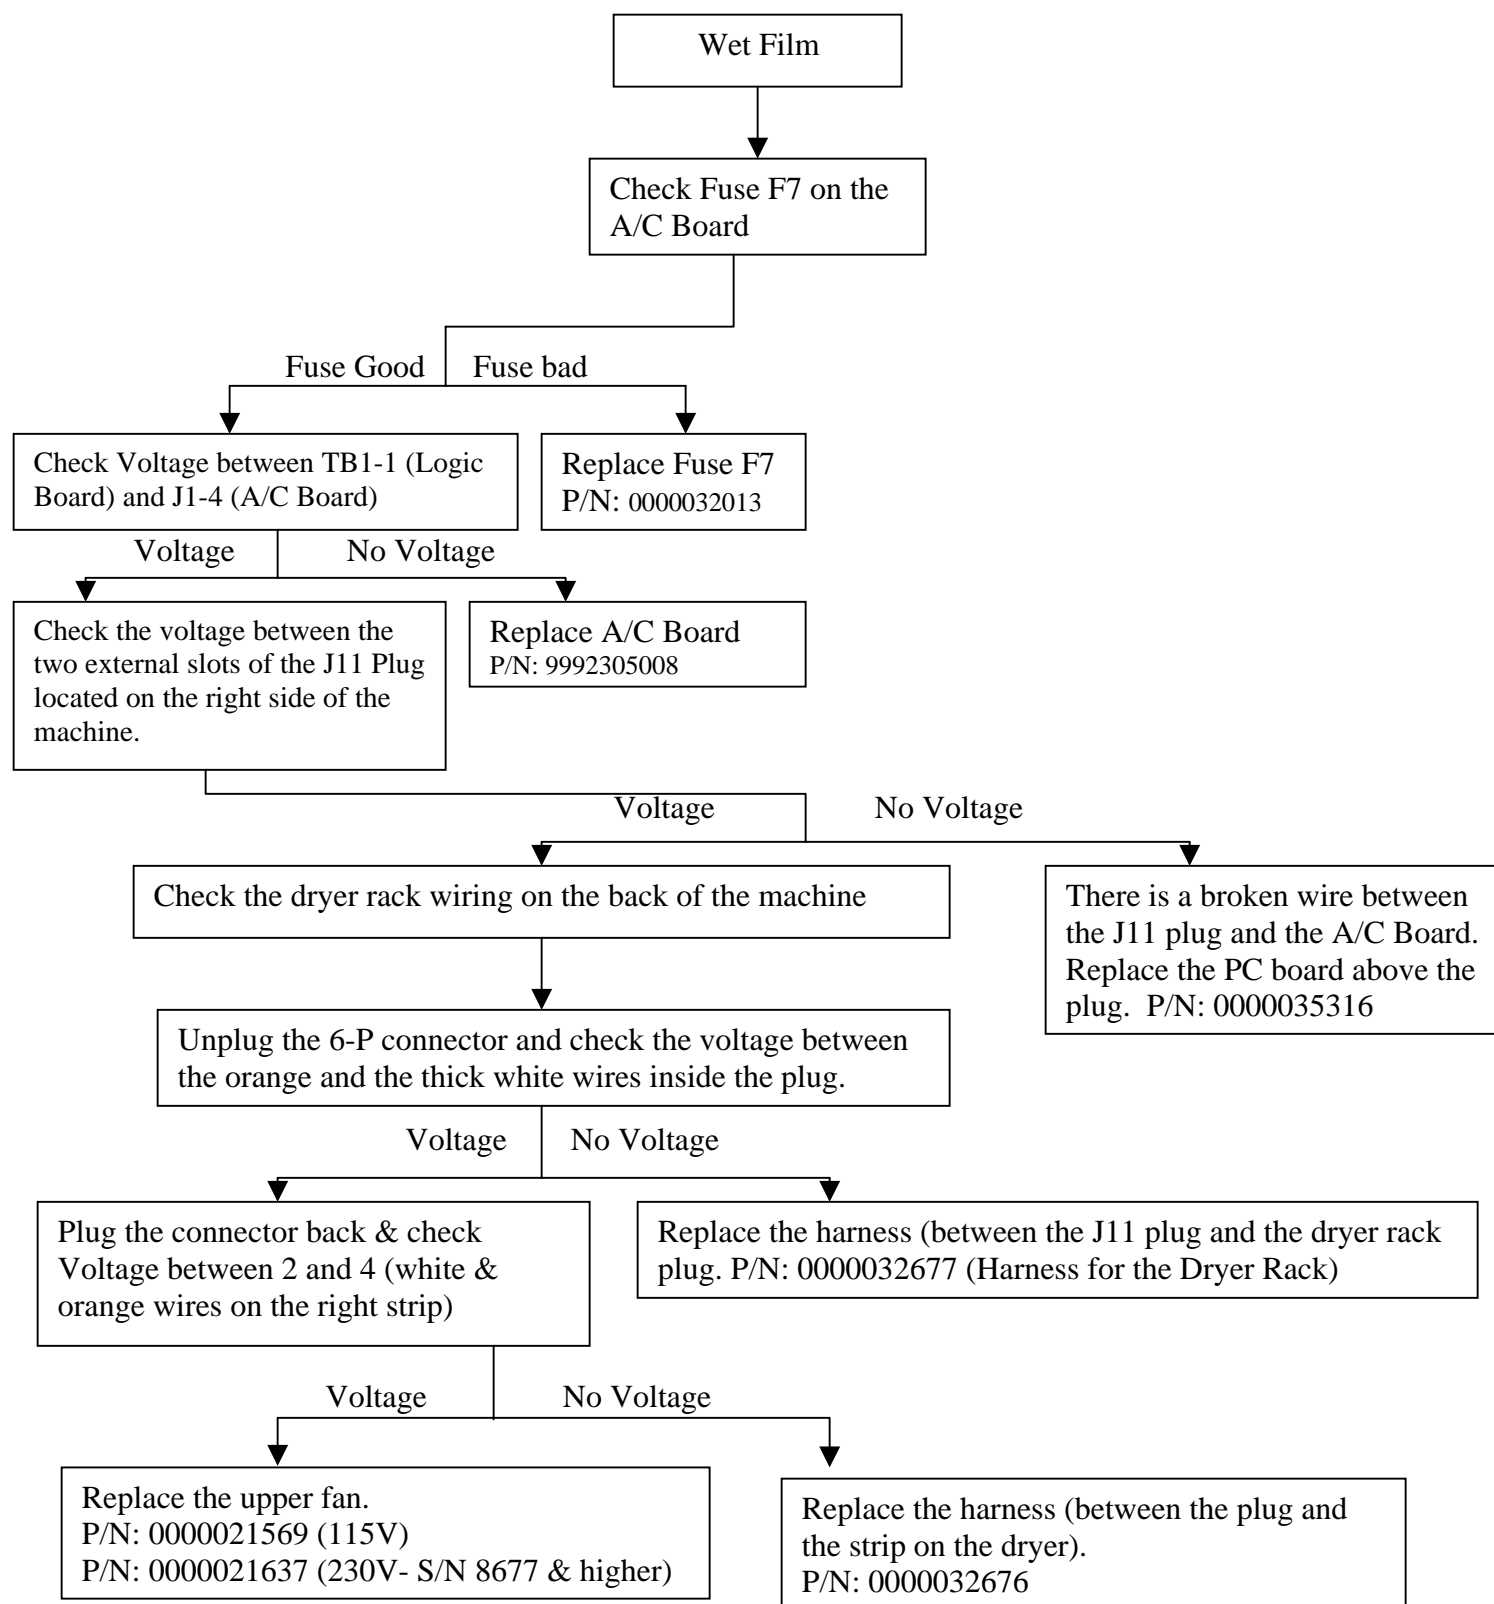 Wet Film
Check Fuse F7 on the
A/C Board
Fuse Good
Fuse bad
Check Voltage between TB1-1 (Logic
Board) and J1-4 (A/C Board)
Replace Fuse F7
P/N: 0000032013
Voltage
No Voltage
Check the voltage between the
two external slots of the J11 Plug
located on the right side of the
machine.
Replace A/C Board
P/N: 9992305008
Voltage
No Voltage
Check the dryer rack wiring on the back of the machine
There is a broken wire between
the J11 plug and the A/C Board.
Replace the PC board above the
plug.  P/N: 0000035316
Unplug the 6-P connector and check the voltage between
the orange and the thick white wires inside the plug.
Voltage
No Voltage
Plug the connector back & check
Voltage between 2 and 4 (white &
orange wires on the right strip)
Replace the harness (between the J11 plug and the dryer rack
plug. P/N: 0000032677 (Harness for the Dryer Rack)
Voltage
No Voltage
Replace the upper fan.
P/N: 0000021569 (115V)
P/N: 0000021637 (230V- S/N 8677 & higher)
Replace the harness (between the plug and
the strip on the dryer).
P/N: 0000032676